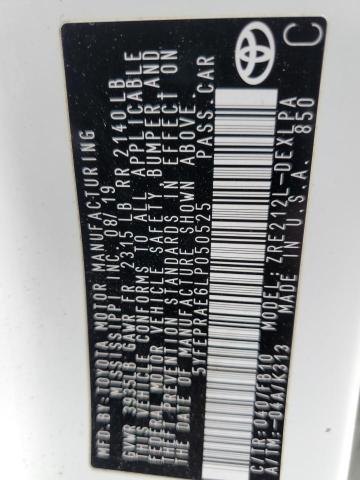 MFD.BY: TOYOTA MOTOR MANUFACTURING
MISSISSIPPI, INC. 08/19
GVWR 3955LB GAWR FR 2315 LB RR 2140LB
THIS VEHICLE CONFORMS TO ALL APPLICABLE
FEDERAL MOTOR VEHICLE SAFETY, BUMPER AND
THEFT PREVENTION STANDARDS IN EFFECT ON
THE DATE OF MANUFACTURE SHOWN ABOVE.
5YFEPRAE6LP050525 PASS.CAR
C/TR: 040/FB10 MODEL: ZRE212L-DEXLPA
A/TM: -04A/K313 MADE IN U.S.A. 850
C